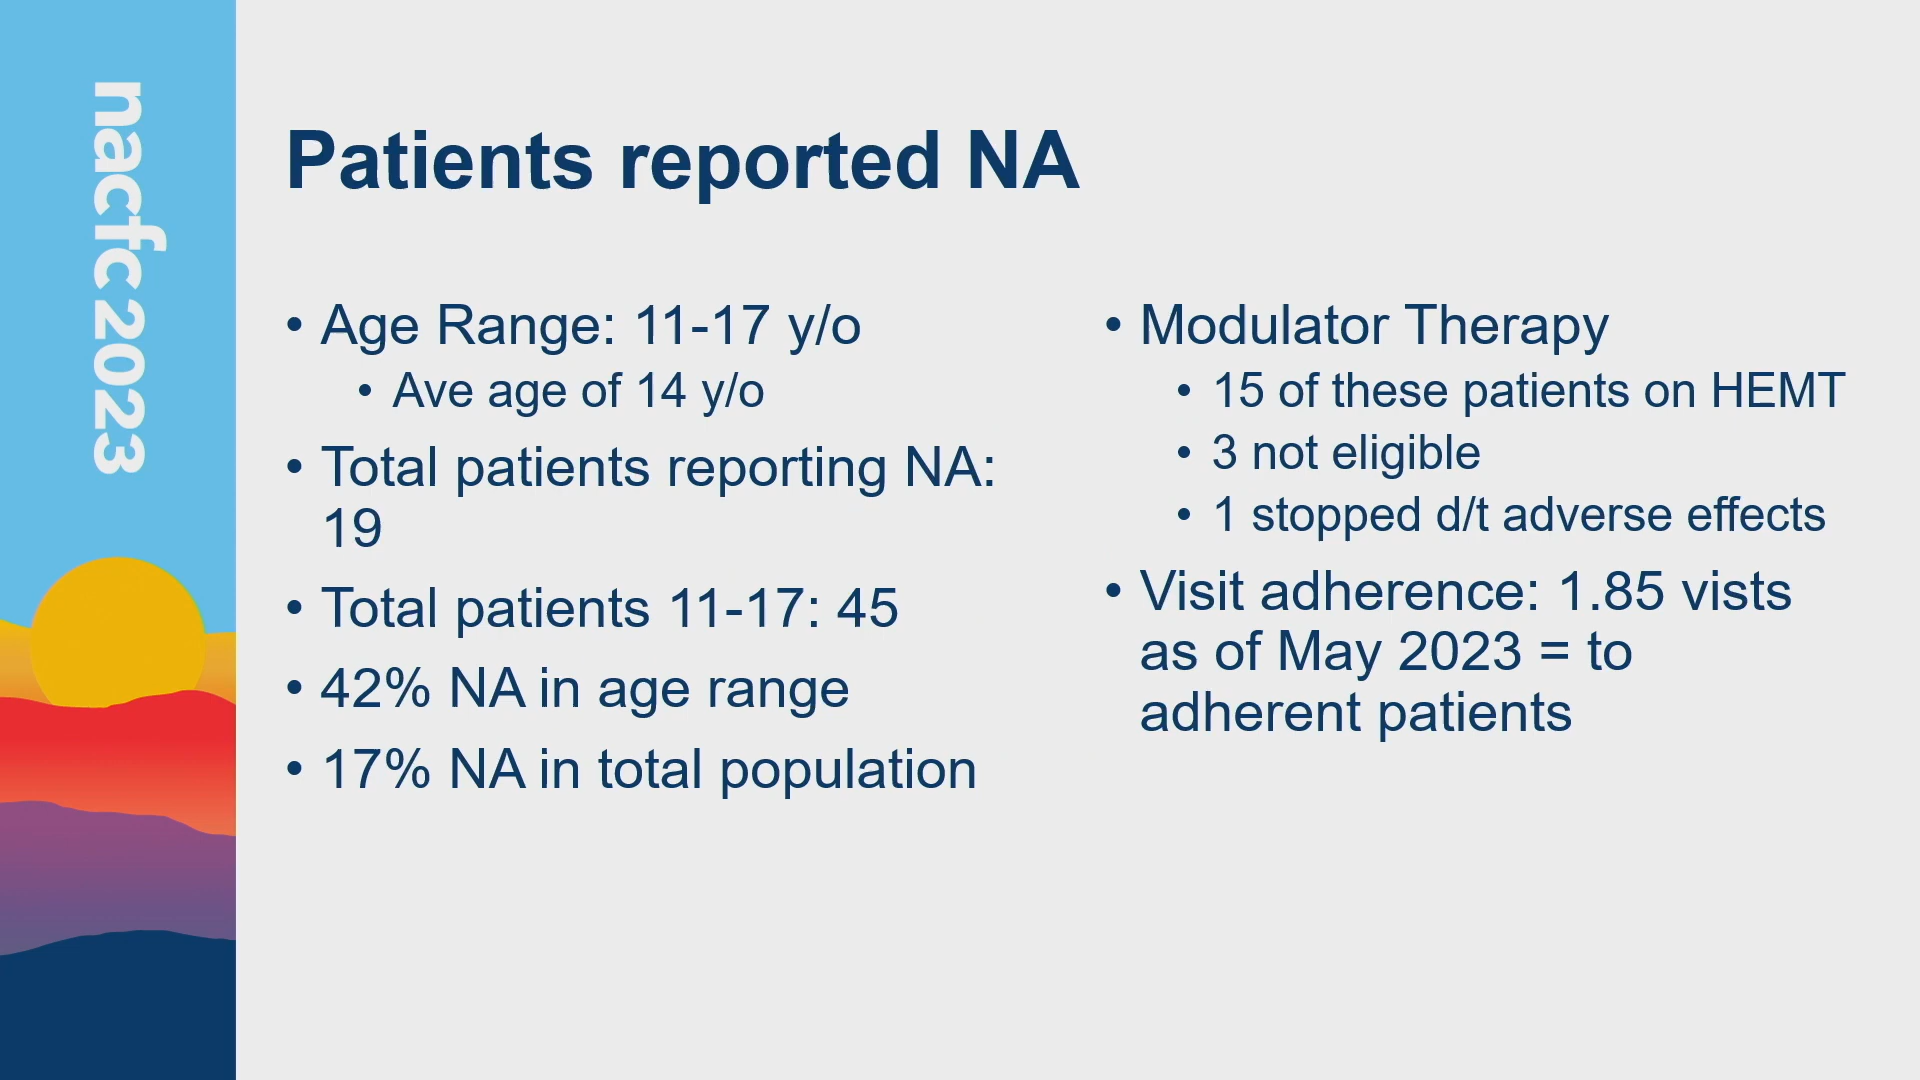 nacfc 2023
Patients reported NA
• Age Range: 11-17 y/o
• Ave age of 14 y/o
• Total patients reporting NA:
19
• Total patients 11-17: 45
• 42% NA in age range
• 17% NA in total population
• Modulator Therapy
• 15 of these patients on HEMT
• 3 not eligible
• 1 stopped d/t adverse effects
• Visit adherence: 1.85 vists
as of May 2023 = to
adherent patients